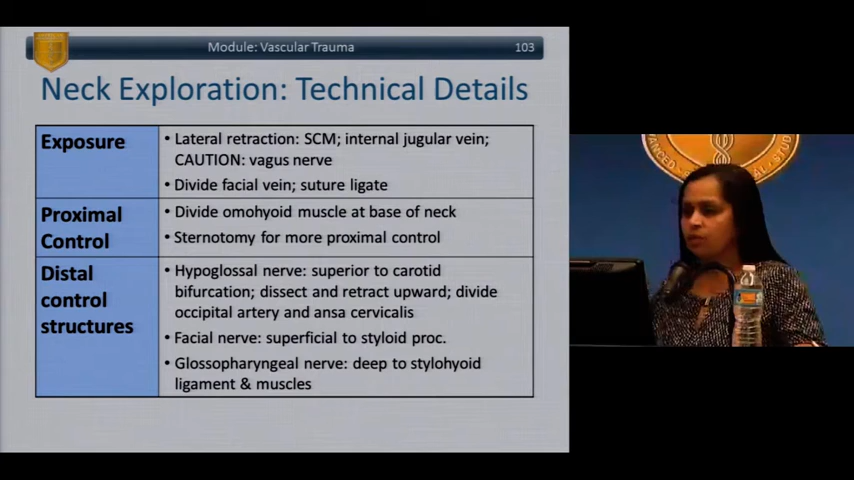 Module: Vascular Trauma
103
Neck Exploration: Technical Details
Exposure
• Lateral retraction: SCM; internal jugular vein;
CAUTION: vagus nerve
• Divide facial vein; suture ligate
Proximal
Control
• Divide omohyoid muscle at base of neck
• Sternotomy for more proximal control
Distal
control
structures
• Hypoglossal nerve: superior to carotid
bifurcation; dissect and retract upward; divide
occipital artery and ansa cervicalis
• Facial nerve: superficial to styloid proc.
• Glossopharyngeal nerve: deep to stylohyoid
ligament & muscles